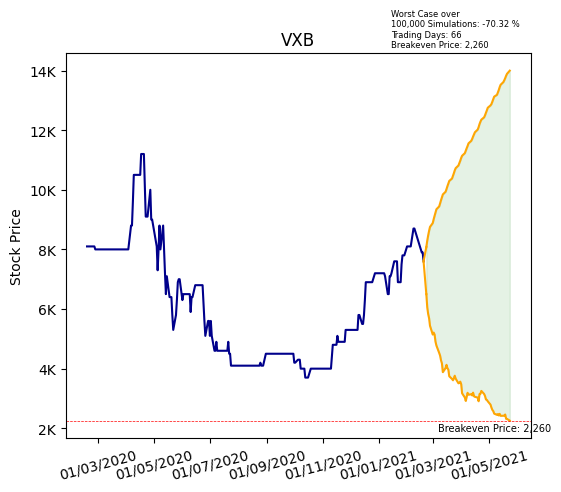 Worst Case over
100,000 Simulations: -70.32 %
Trading Days: 66
Breakeven Price: 2,260
VXB
Stock Price
14K
12K
10K
8K
6K
4K
2K
Breakeven Price: 2,260
01/03/2020
01/05/2020
01/07/2020
01/09/2020
01/11/2020
01/01/2021
01/03/2021
01/05/2021